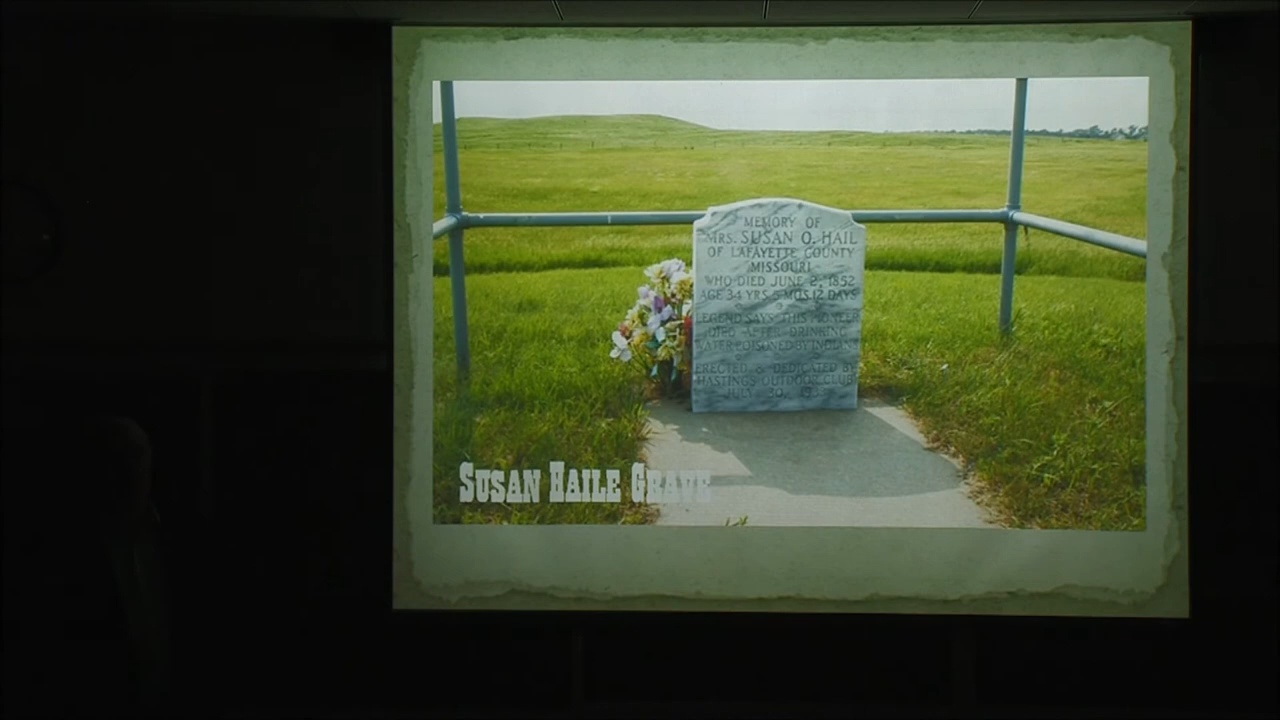 MEMORY OF
MRS. SUSAN O. HAIL
OF LAFAYETTE COUNTY
MISSOURI
WHO DIED JUNE 2, 1852
AGE 34 YRS 5 MOS 12 DAYS
LEGEND SAYS THIS PIONEER
DIED AFTER DRINKING
WATER POISONED BY INDIANS
ERECTED & DEDICATED BY
HASTINGS OUTDOOR CLUB
JULY 30,
SUSAN HAILE GRAVE